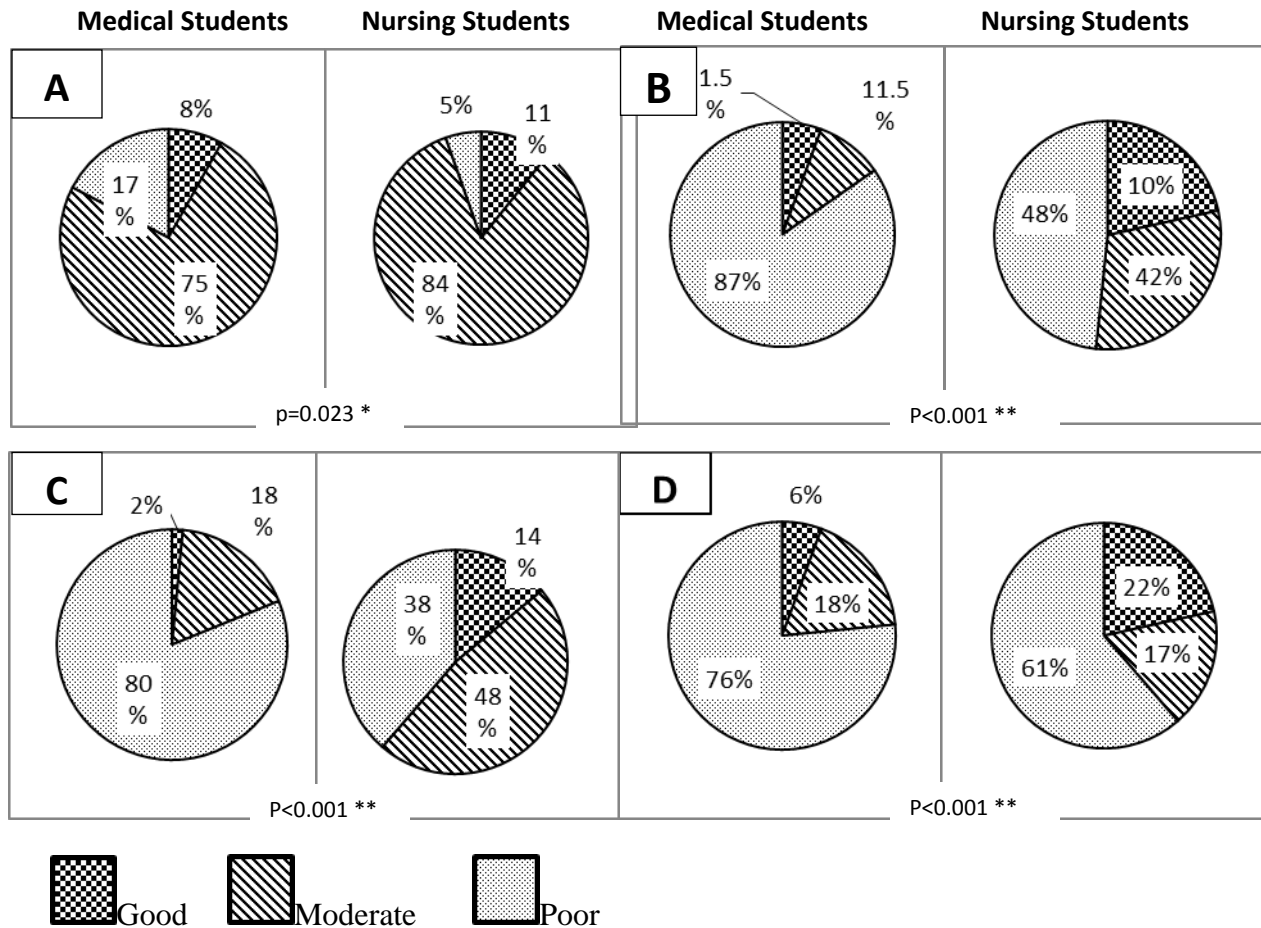 Medical Students
Nursing Students
Medical Students
Nursing Students
A
8%
17
%
75
%
5%
11
%
84
%
p=0.023 *
B
1.5
%
11.5
%
87%
10%
48%
42%
P<0.001 **
C
2%
18
%
80
%
14
%
38
%
48
%
P<0.001 **
D
6%
18%
76%
22%
17%
61%
P<0.001 **
Good
Moderate
Poor